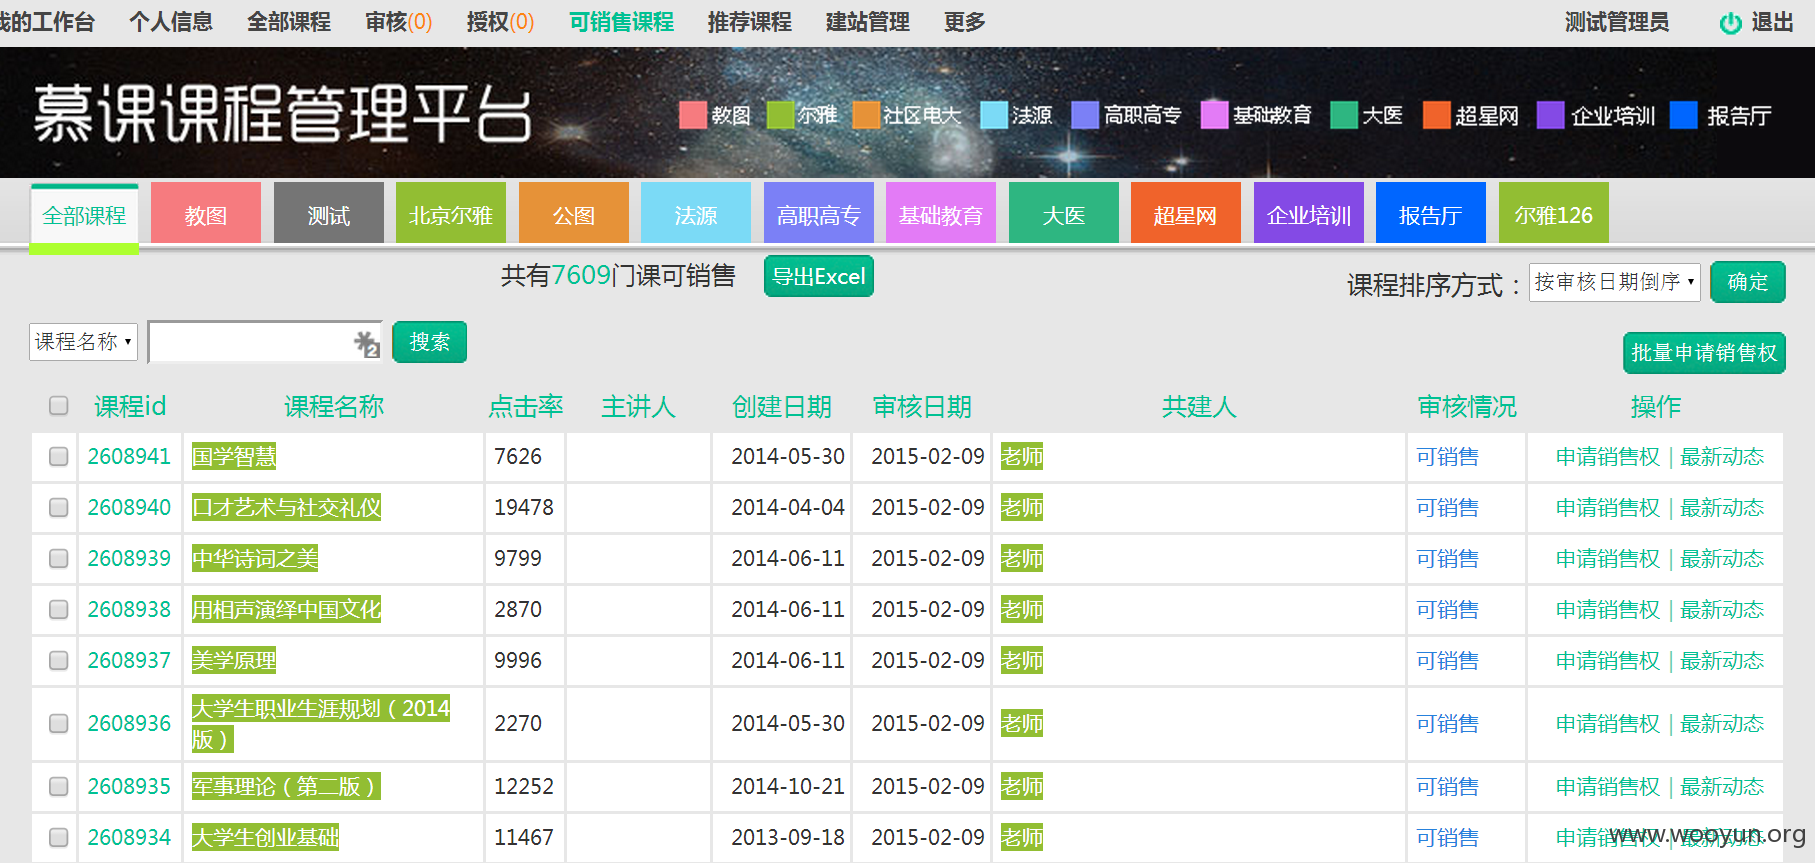 我的工作台 个人信息 全部课程 审核(0) 授权(0) 可销售课程 推荐课程 建站管理 更多 测试管理员 退出
慕课课程管理平台 教图 尔雅 社区电大 法源 高职高专 基础教育 大医 超星网 企业培训 报告厅
全部课程 教图 测试 北京尔雅 公图 法源 高职高专 基础教育 大医 超星网 企业培训 报告厅 尔雅126
共有7609门课可销售 导出Excel 课程排序方式： 按审核日期倒序 确定
课程名称 搜索
批量申请销售权
课程id 课程名称 点击率 主讲人 创建日期 审核日期 共建人 审核情况 操作
2608941 国学智慧 7626 2014-05-30 2015-02-09 老师 可销售 申请销售权 | 最新动态
2608940 口才艺术与社交礼仪 19478 2014-04-04 2015-02-09 老师 可销售 申请销售权 | 最新动态
2608939 中华诗词之美 9799 2014-06-11 2015-02-09 老师 可销售 申请销售权 | 最新动态
2608938 用相声演绎中国文化 2870 2014-06-11 2015-02-09 老师 可销售 申请销售权 | 最新动态
2608937 美学原理 9996 2014-06-11 2015-02-09 老师 可销售 申请销售权 | 最新动态
2608936 大学生职业生涯规划（2014 2270 2014-05-30 2015-02-09 老师 可销售 申请销售权 | 最新动态
版）
2608935 军事理论（第二版） 12252 2014-10-21 2015-02-09 老师 可销售 申请销售权 | 最新动态
2608934 大学生创业基础 11467 2013-09-18 2015-02-09 老师 可销售 申请销售权 | 最新动态
www.wooyun.org